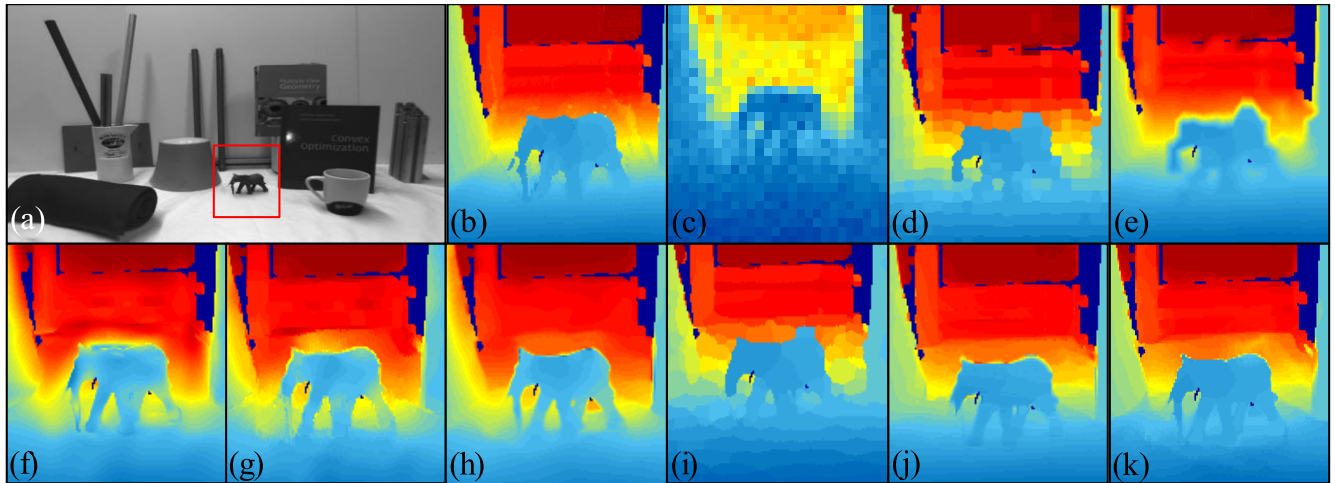 Multiple View
Geometry
Convex
Optimization
(a)
(b)
(c)
(d)
(e)
(f)
(g)
(h)
(i)
(j)
(k)